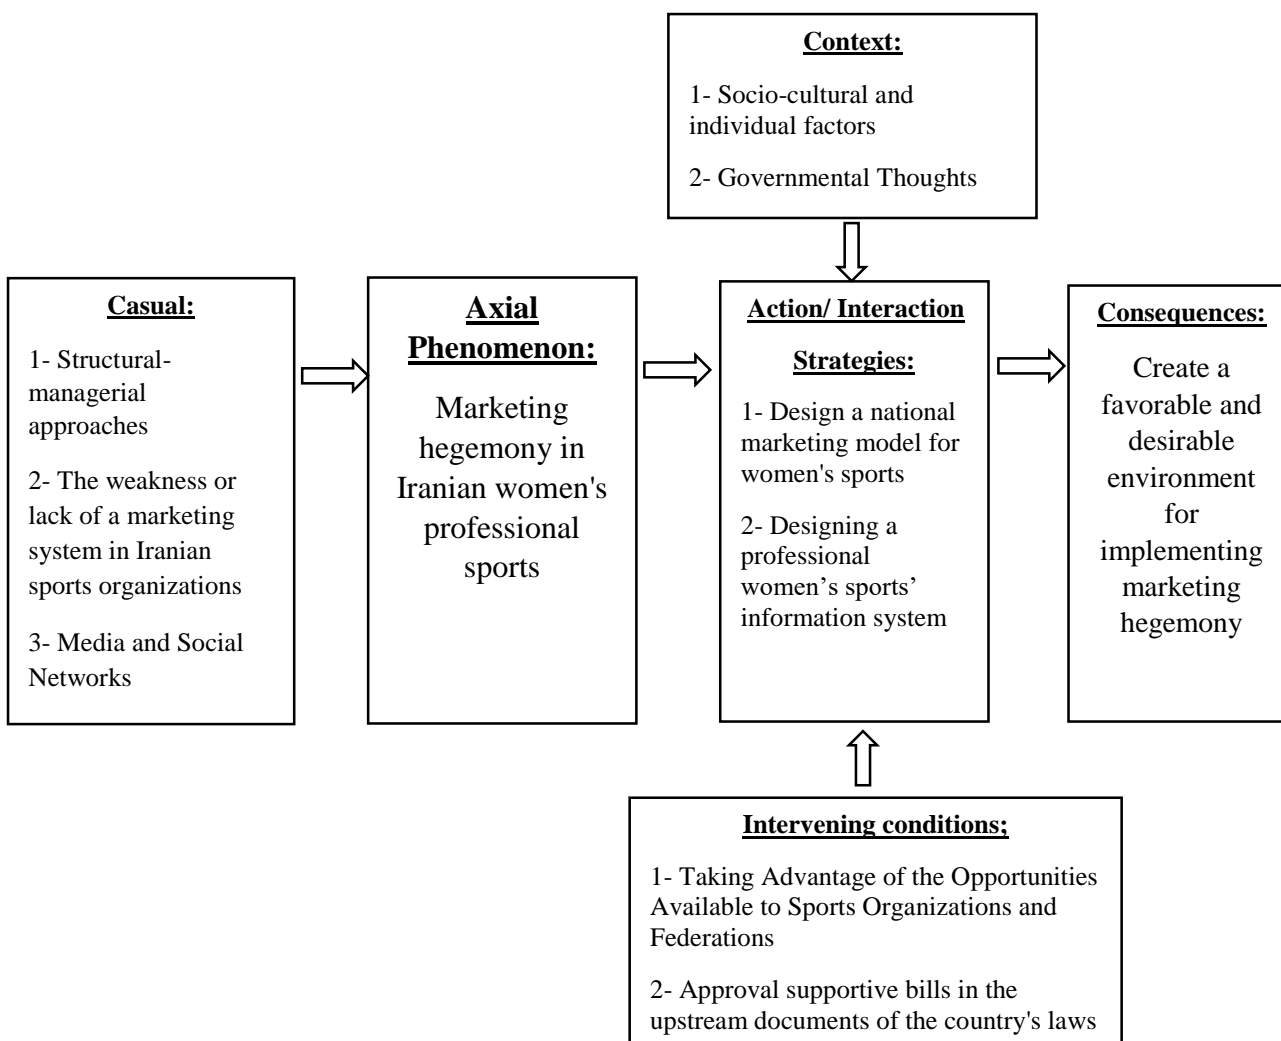 Context:
1- Socio-cultural and
individual factors
2- Governmental Thoughts
Casual:
1- Structural-
managerial
approaches
2- The weakness or
lack of a marketing
system in Iranian
sports organizations
3- Media and Social
Networks
Axial
Phenomenon:
Marketing
hegemony in
Iranian women's
professional
sports
Action/ Interaction
Strategies:
1- Design a national
marketing model for
women's sports
2- Designing a
professional
women’s sports’
information system
Consequences:
Create a
favorable and
desirable
environment
for
implementing
marketing
hegemony
Intervening conditions;
1- Taking Advantage of the Opportunities
Available to Sports Organizations and
Federations
2- Approval supportive bills in the
upstream documents of the country's laws